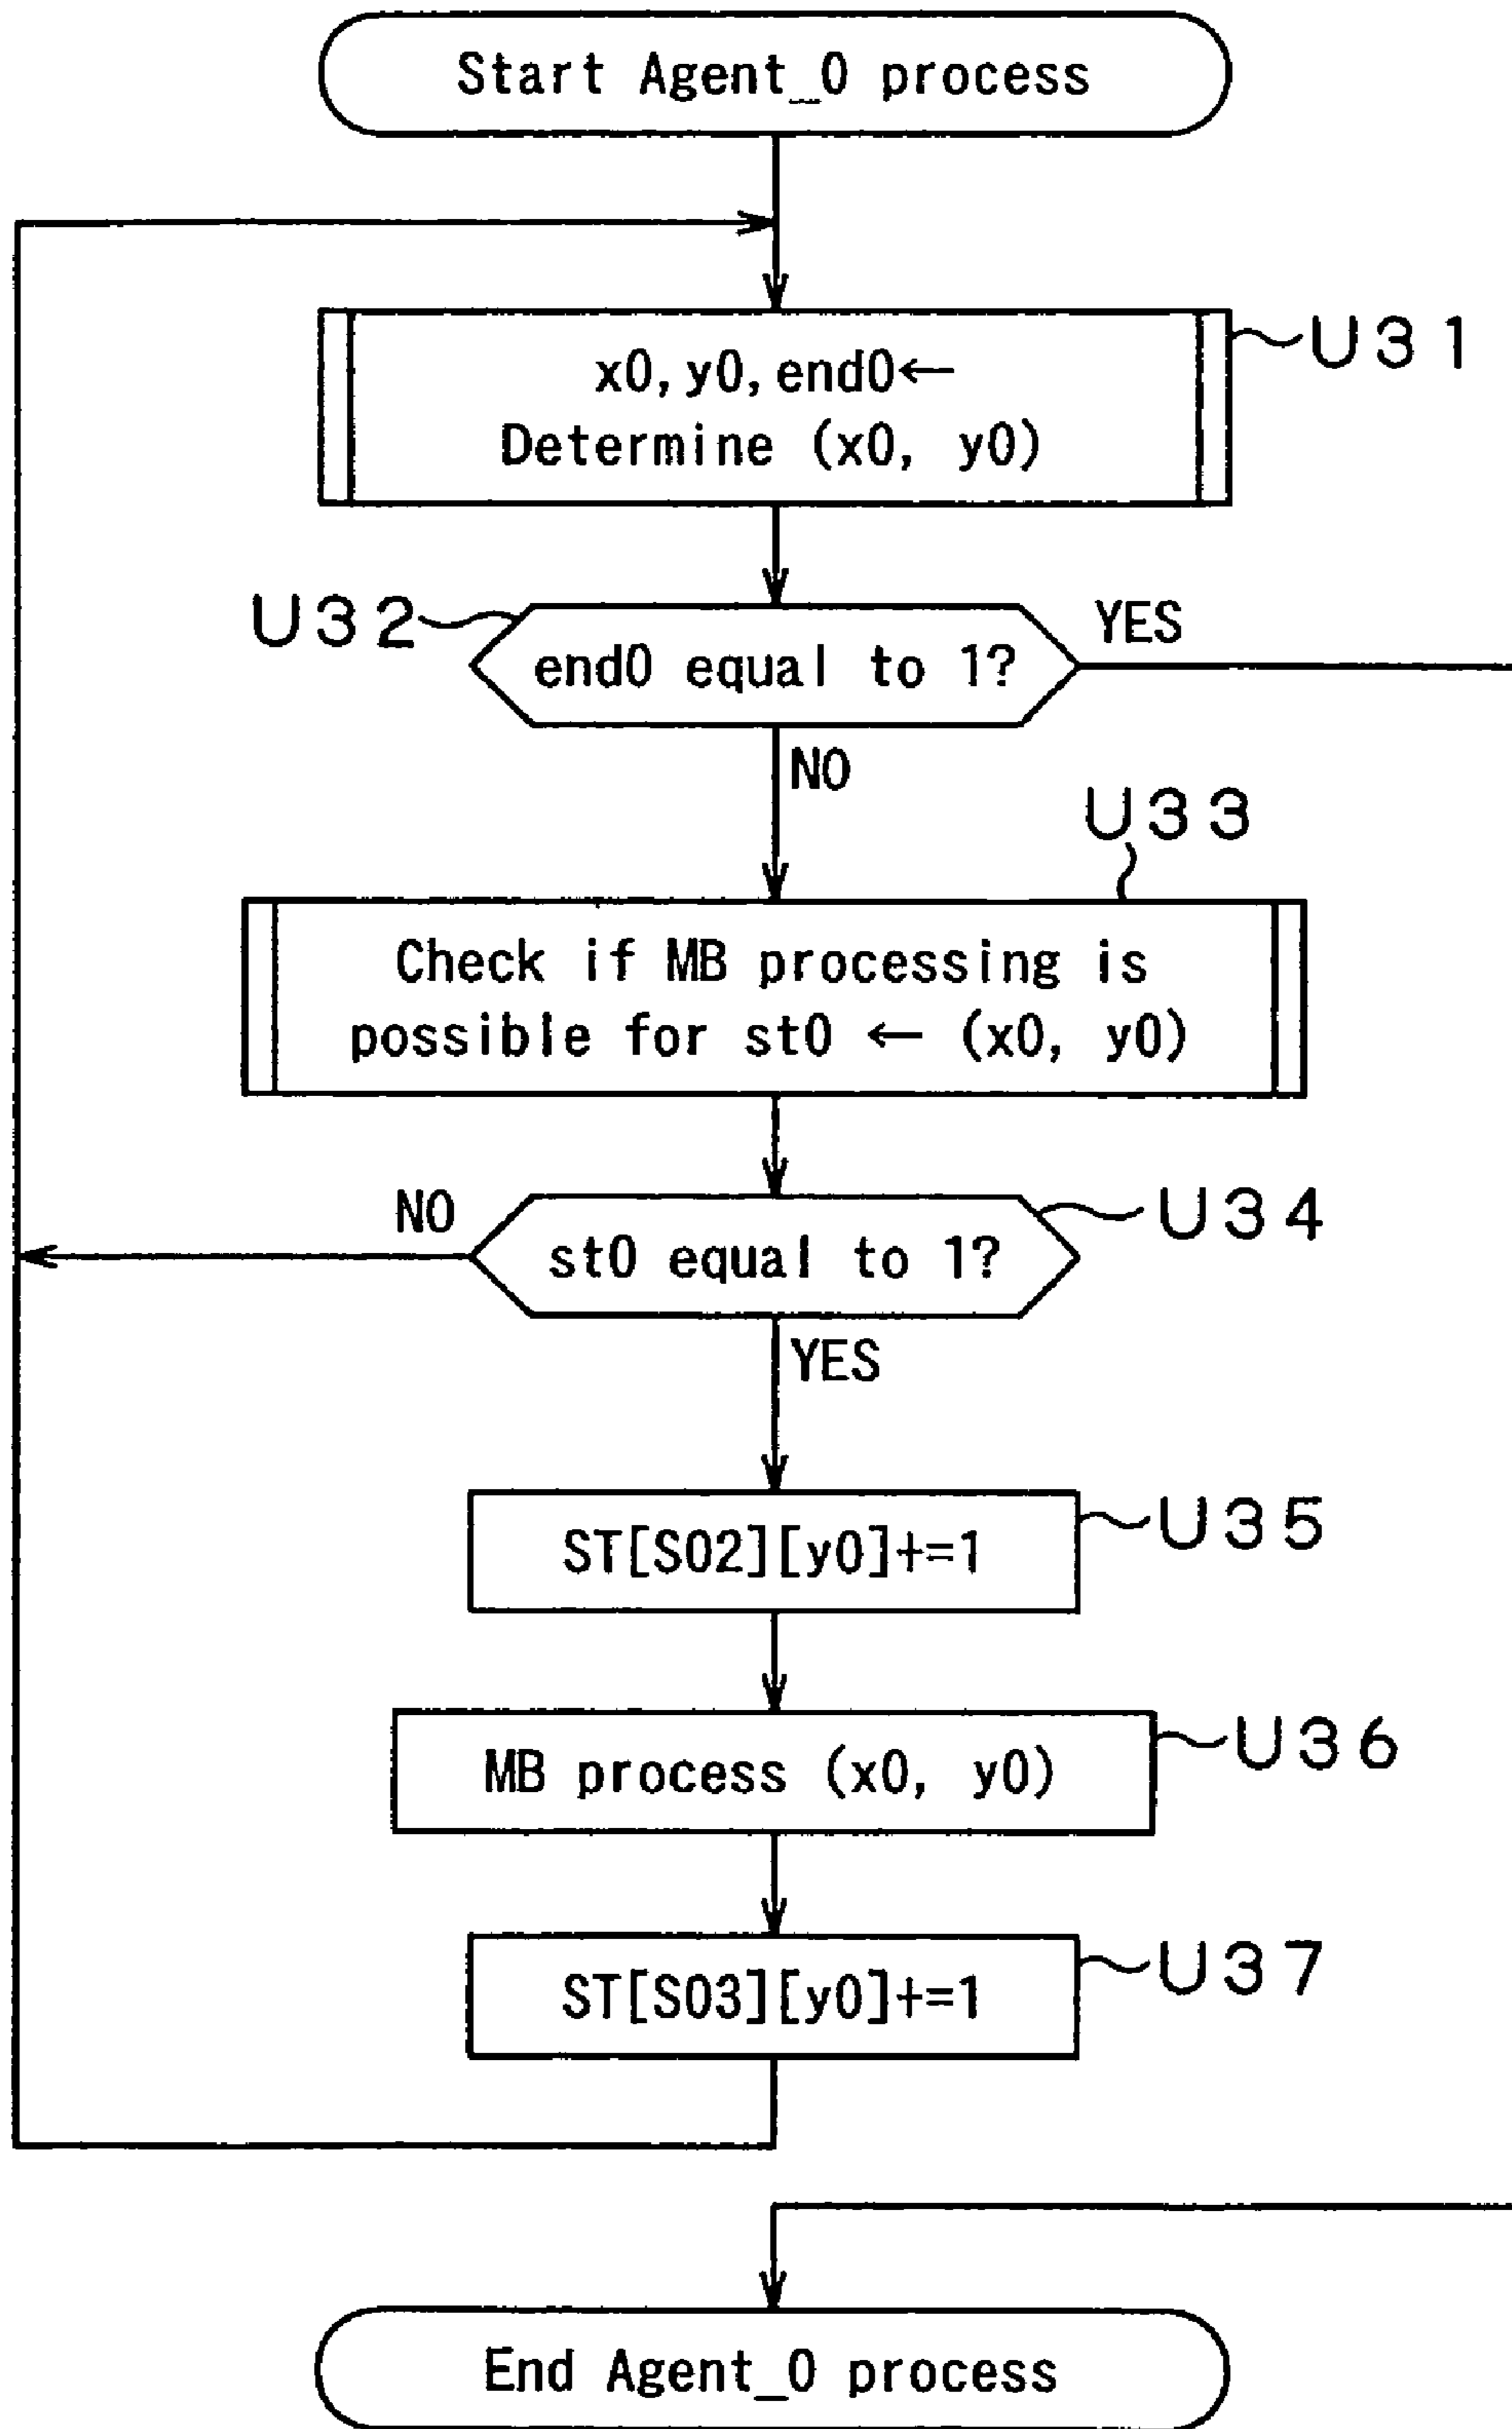 Start Agent_0 process
x0, y0, end0←
Determine (x0, y0)
U31
U32
end0 equal to 1?
YES
NO
U33
Check if MB processing is
possible for st0 ← (x0, y0)
NO
st0 equal to 1?
U34
YES
ST[S02][y0]+=1
U35
MB process (x0, y0)
U36
ST[S03][y0]+=1
U37
End Agent_0 process